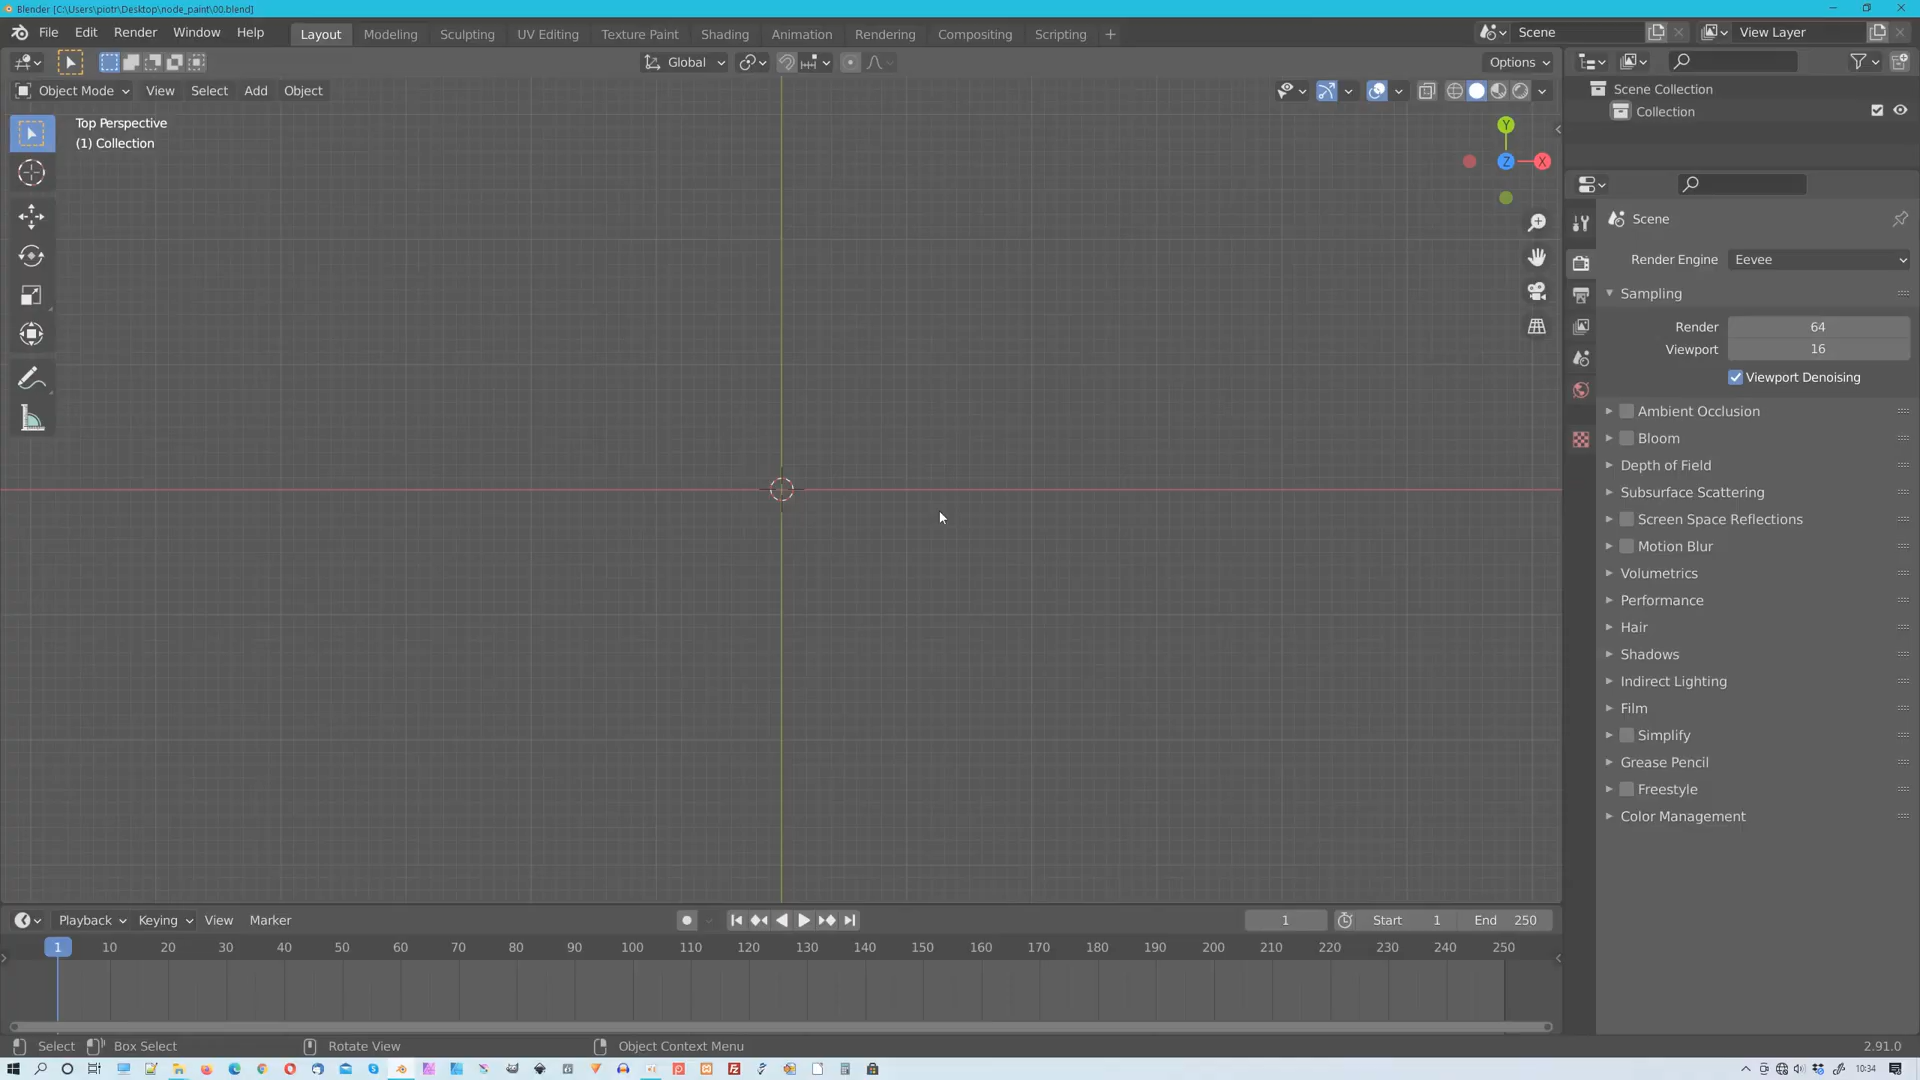 Blender [C:\Users\piotr\Desktop\node_paint\00.blend]
File Edit Render Window Help Layout Modeling Sculpting UV Editing Texture Paint Shading Animation Rendering Compositing Scripting + Scene View Layer
Global Options
Object Mode View Select Add Object
Scene Collection
Collection
Top Perspective
(1) Collection
Y
Z X
Scene
Render Engine Eevee
Sampling
Render 64
Viewport 16
Viewport Denoising
Ambient Occlusion
Bloom
Depth of Field
Subsurface Scattering
Screen Space Reflections
Motion Blur
Volumetrics
Performance
Hair
Shadows
Indirect Lighting
Film
Simplify
Grease Pencil
Freestyle
Color Management
Playback Keying View Marker 1 Start 1 End 250
1 10 20 30 40 50 60 70 80 90 100 110 120 130 140 150 160 170 180 190 200 210 220 230 240 250
Select Box Select Rotate View Object Context Menu 2.91.0
10:34